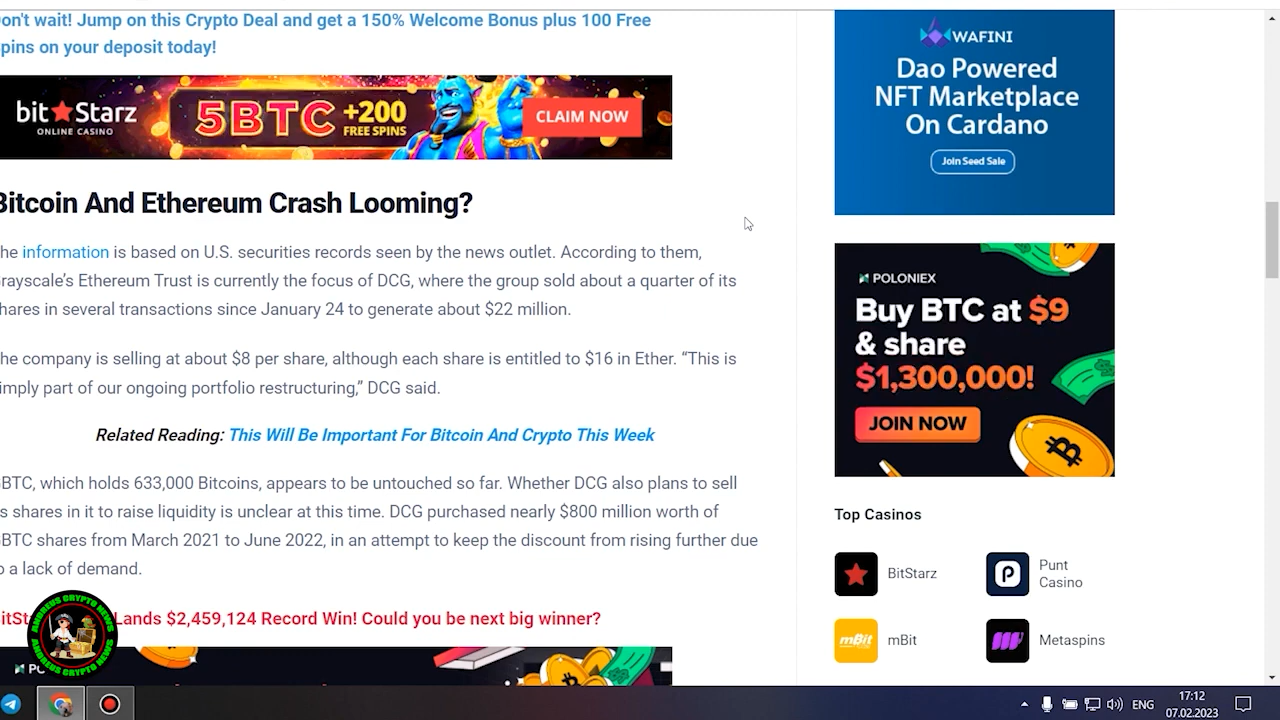 on't wait! Jump on this Crypto Deal and get a 150% Welcome Bonus plus 100 Free
pins on your deposit today!
bit★Starz
ONLINE CASINO
5BTC +200
FREE SPINS
CLAIM NOW
Bitcoin And Ethereum Crash Looming?
he information is based on U.S. securities records seen by the news outlet. According to them,
rayscale's Ethereum Trust is currently the focus of DCG, where the group sold about a quarter of its
hares in several transactions since January 24 to generate about $22 million.
he company is selling at about $8 per share, although each share is entitled to $16 in Ether. “This is
imply part of our ongoing portfolio restructuring,” DCG said.
Related Reading: This Will Be Important For Bitcoin And Crypto This Week
BTC, which holds 633,000 Bitcoins, appears to be untouched so far. Whether DCG also plans to sell
s shares in it to raise liquidity is unclear at this time. DCG purchased nearly $800 million worth of
BTC shares from March 2021 to June 2022, in an attempt to keep the discount from rising further due
o a lack of demand.
itSt Lands $2,459,124 Record Win! Could you be next big winner?
ANDREUS CRYPTO NEWS
ANDREUS CRYPTO NEWS
PO
WAFINI
Dao Powered
NFT Marketplace
On Cardano
Join Seed Sale
POLONIEX
Buy BTC at $9
& share
$1,300,000!
JOIN NOW
Top Casinos
BitStarz
Punt
Casino
mBit
mBit
Metaspins
ENG
17:12
07.02.2023